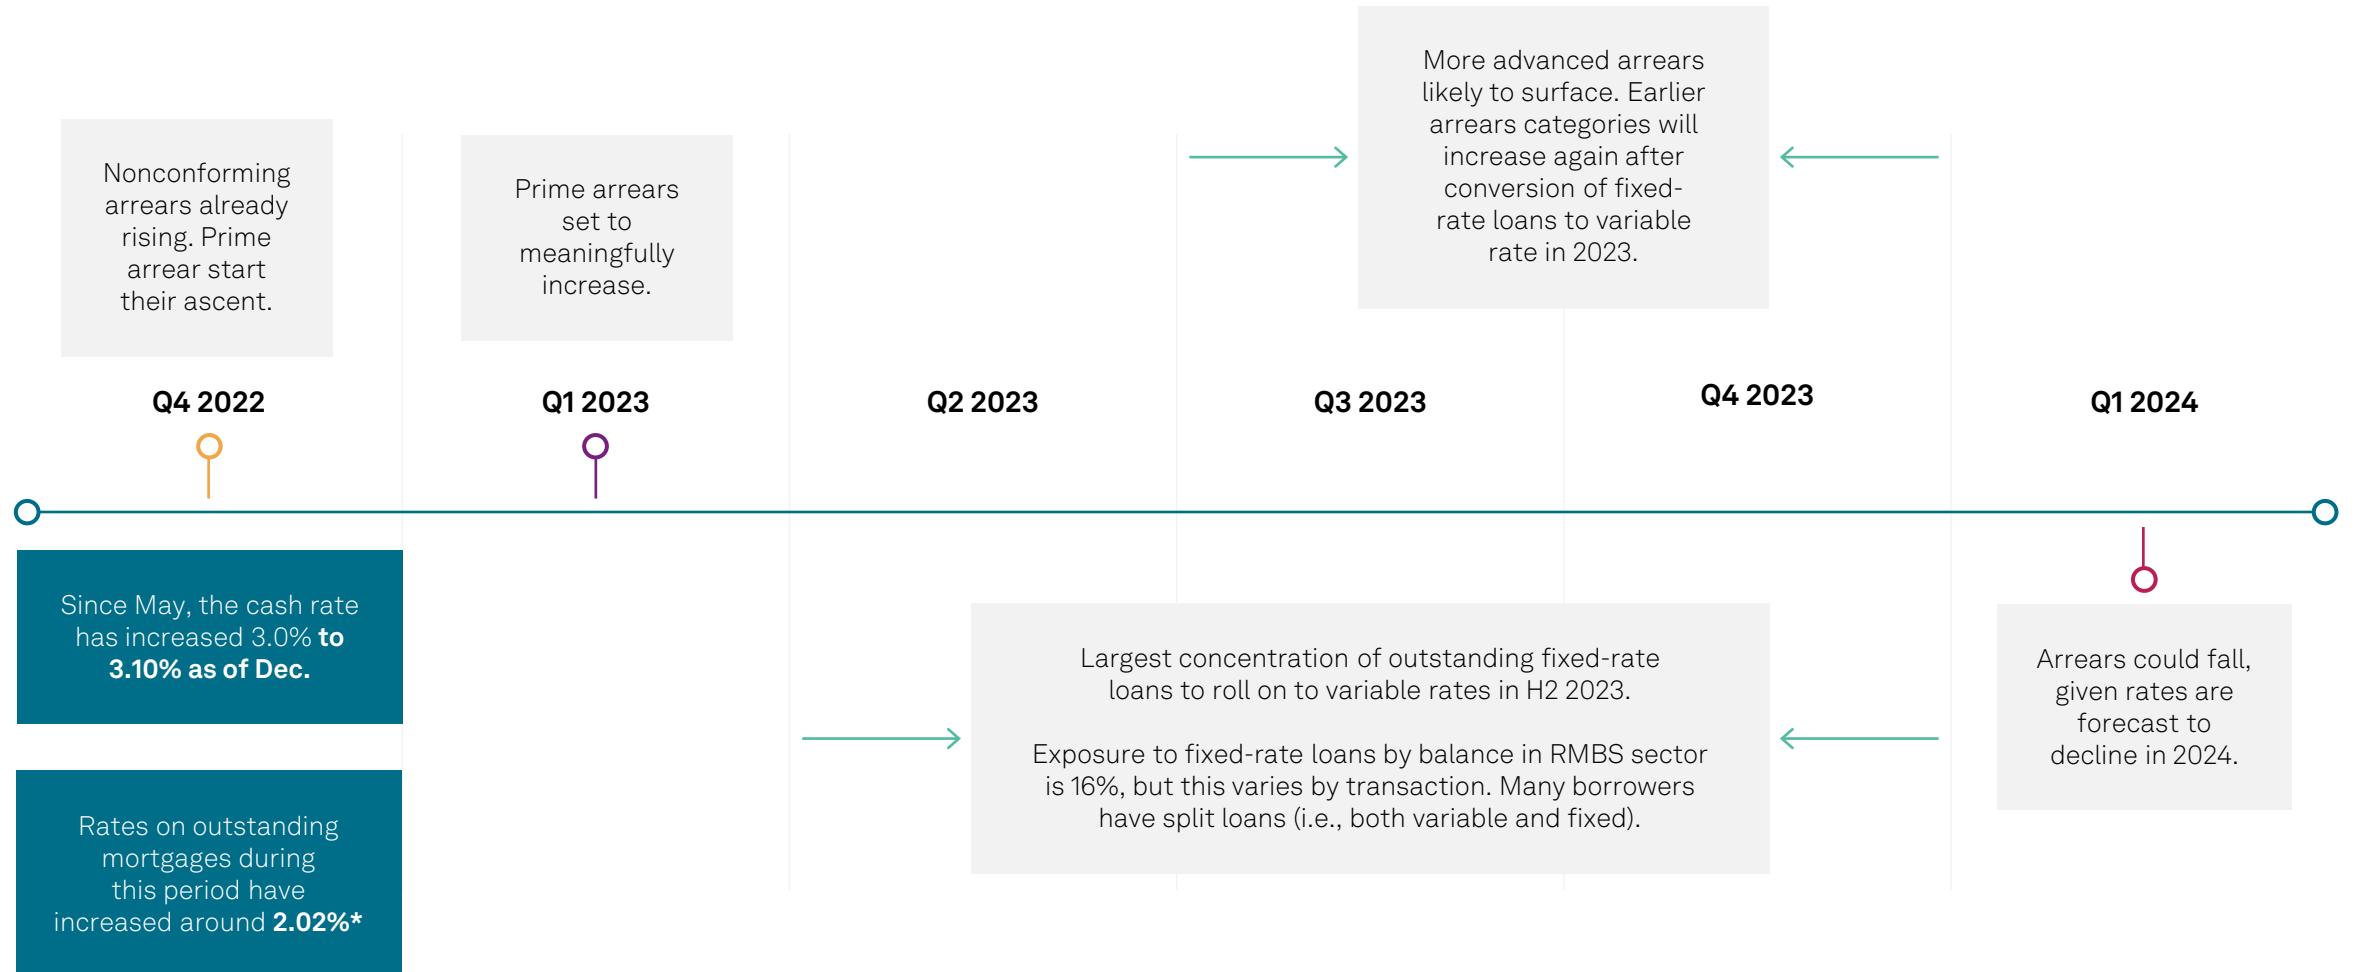 More advanced arrears
likely to surface. Earlier
arrears categories will
increase again after
conversion of fixed-
rate loans to variable
rate in 2023.
Nonconforming
arrears already
rising. Prime
arrear start
their ascent.
Prime arrears
set to
meaningfully
increase.
Q4 2022
Q1 2023
Q2 2023
Q3 2023
Q4 2023
Q1 2024
Since May, the cash rate
has increased 3.0% to
3.10% as of Dec.
Rates on outstanding
mortgages during
this period have
increased around 2.02%*
Largest concentration of outstanding fixed-rate
loans to roll on to variable rates in H2 2023.
Exposure to fixed-rate loans by balance in RMBS sector
is 16%, but this varies by transaction. Many borrowers
have split loans (i.e., both variable and fixed).
Arrears could fall,
given rates are
forecast to
decline in 2024.